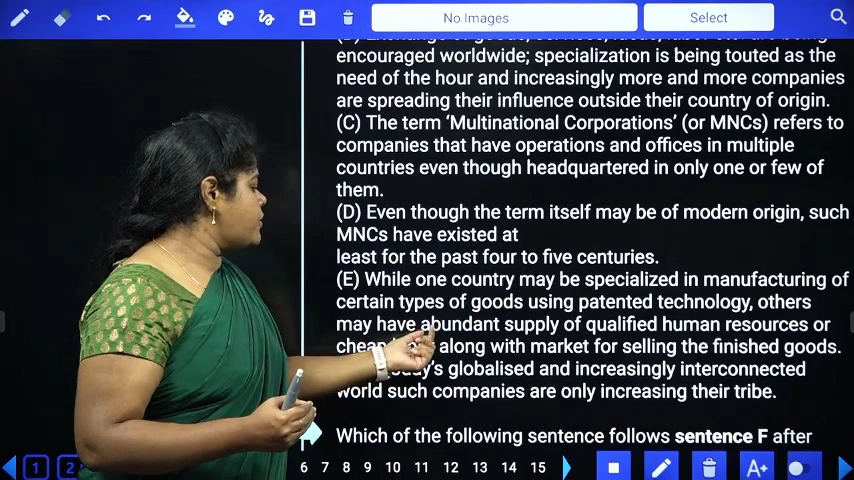 No Images
Select
encouraged worldwide; specialization is being touted as the
need of the hour and increasingly more and more companies
are spreading their influence outside their country of origin.
(C) The term ‘Multinational Corporations’ (or MNCs) refers to
companies that have operations and offices in multiple
countries even though headquartered in only one or few of
them.
(D) Even though the term itself may be of modern origin, such
MNCs have existed at
least for the past four to five centuries.
(E) While one country may be specialized in manufacturing of
certain types of goods using patented technology, others
may have abundant supply of qualified human resources or
along with market for selling the finished goods.
globalised and increasingly interconnected
world such companies are only increasing their tribe.
Which of the following sentence follows sentence F after
1 2 6 7 8 9 10 11 12 13 14 15
A+